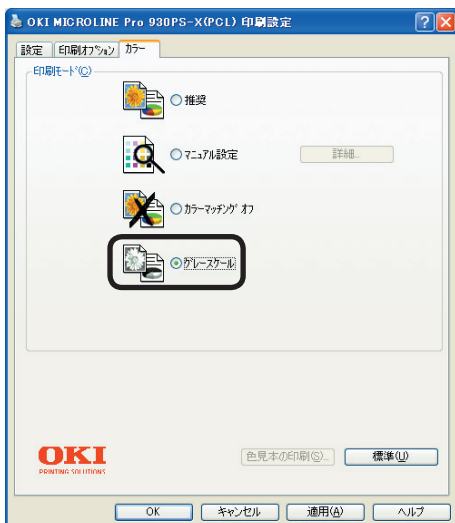 OKI MICROLINE Pro 930PS-X(PCL) 印刷設定
設定 印刷オプション カラー
印刷モード(C)
推奨
マニュアル設定 詳細...
カラーマッチング オフ
グレースケール
OKI
PRINTING SOLUTIONS
色見本の印刷(S)... 標準(U)
OK キャンセル 適用(A) ヘルプ